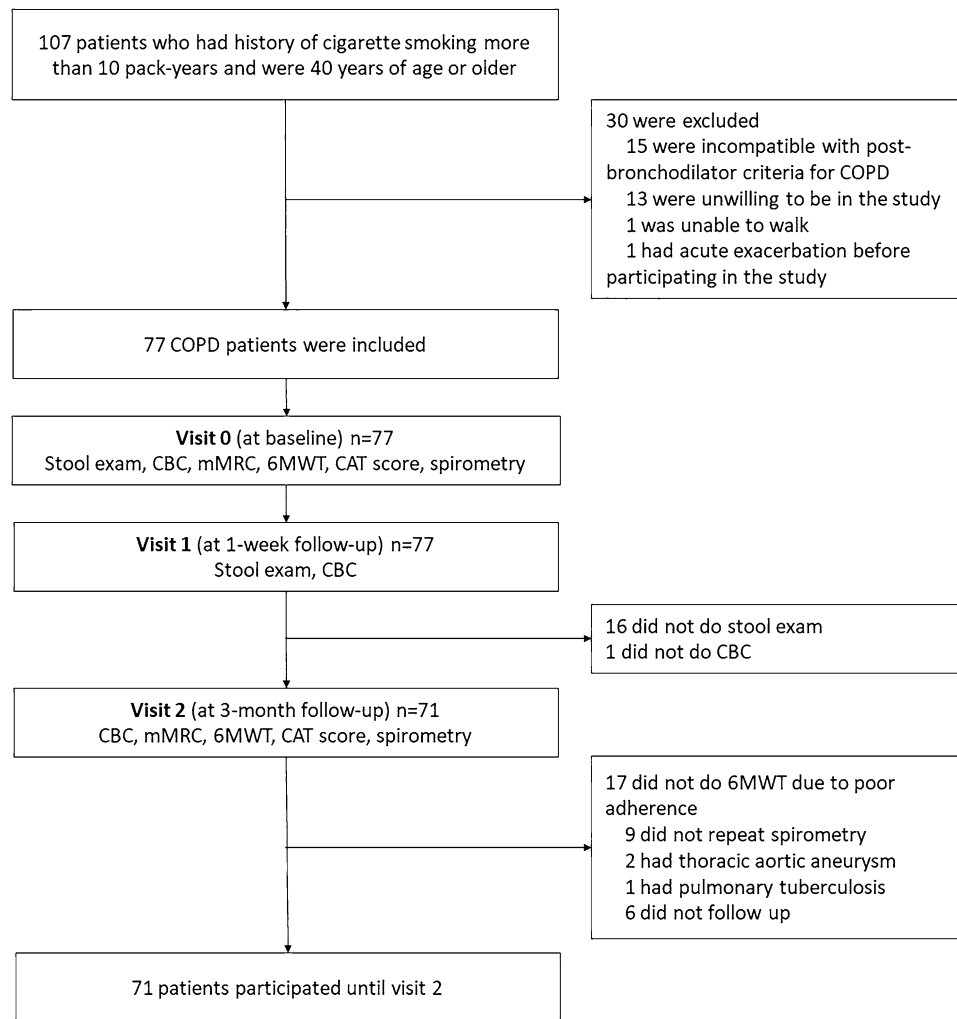 107 patients who had history of cigarette smoking more
than 10 pack-years and were 40 years of age or older
30 were excluded
15 were incompatible with post-
bronchodilator criteria for COPD
13 were unwilling to be in the study
1 was unable to walk
1 had acute exacerbation before
participating in the study
77 COPD patients were included
Visit 0 (at baseline) n=77
Stool exam, CBC, mMRC, 6MWT, CAT score, spirometry
Visit 1 (at 1-week follow-up) n=77
Stool exam, CBC
16 did not do stool exam
1 did not do CBC
Visit 2 (at 3-month follow-up) n=71
CBC, mMRC, 6MWT, CAT score, spirometry
17 did not do 6MWT due to poor
adherence
9 did not repeat spirometry
2 had thoracic aortic aneurysm
1 had pulmonary tuberculosis
6 did not follow up
71 patients participated until visit 2